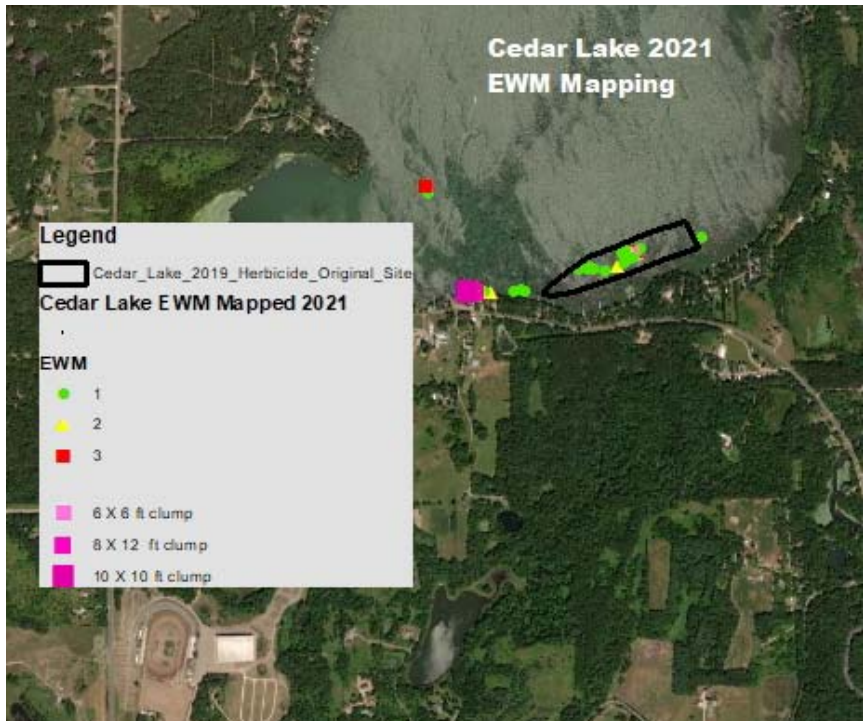 Cedar Lake 2021
EWM Mapping
Legend
Cedar_Lake_2019_Herbicide_Original_Site
Cedar Lake EWM Mapped 2021
EWM
1
2
3
6 X 6 ft clump
8 X 12 ft clump
10 X 10 ft clump